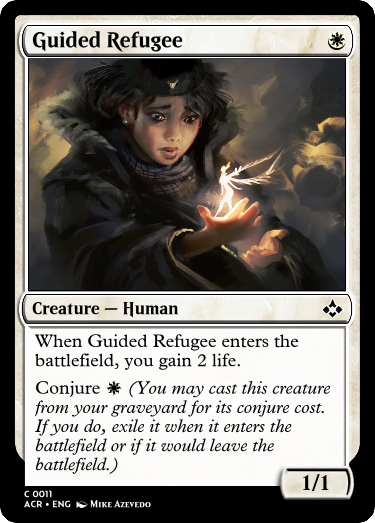 Guided Refugee
Creature — Human
When Guided Refugee enters the
battlefield, you gain 2 life.
Conjure (You may cast this creature
from your graveyard for its conjure cost.
If you do, exile it when it enters the
battlefield or if it would leave the
battlefield.)
1/1
C 0011
ACR • ENG Mike Azevedo